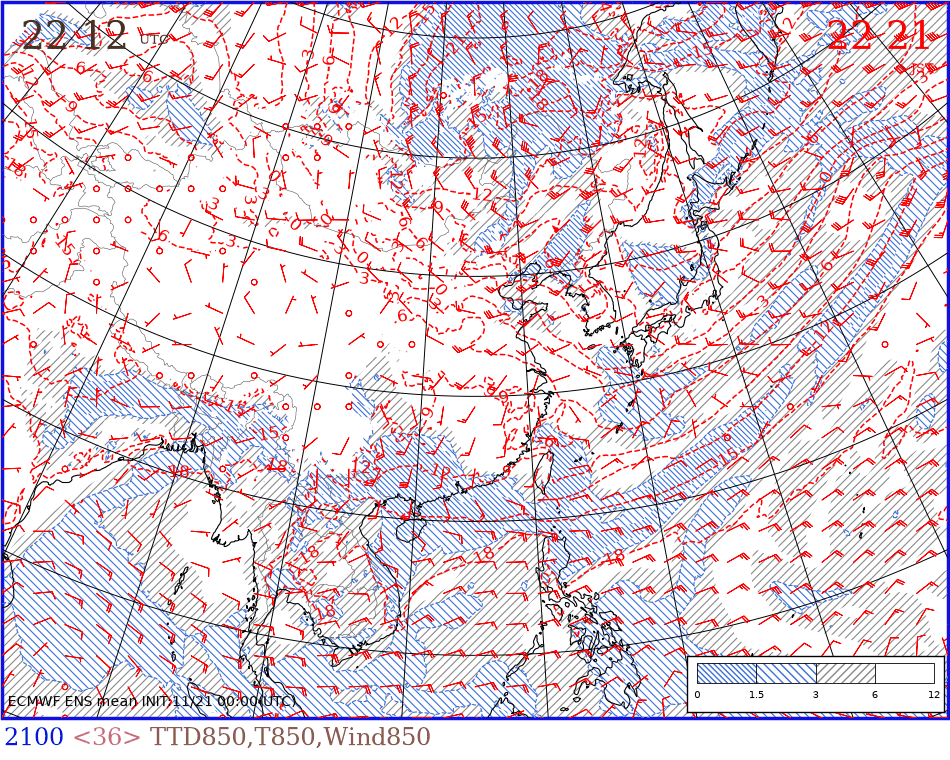 22 12 UTC 22 21
JST
0 1.5 3 6 12
ECMWF ENS mean INIT:11/21 00:00(UTC)
2100 <36> TTD850,T850,Wind850